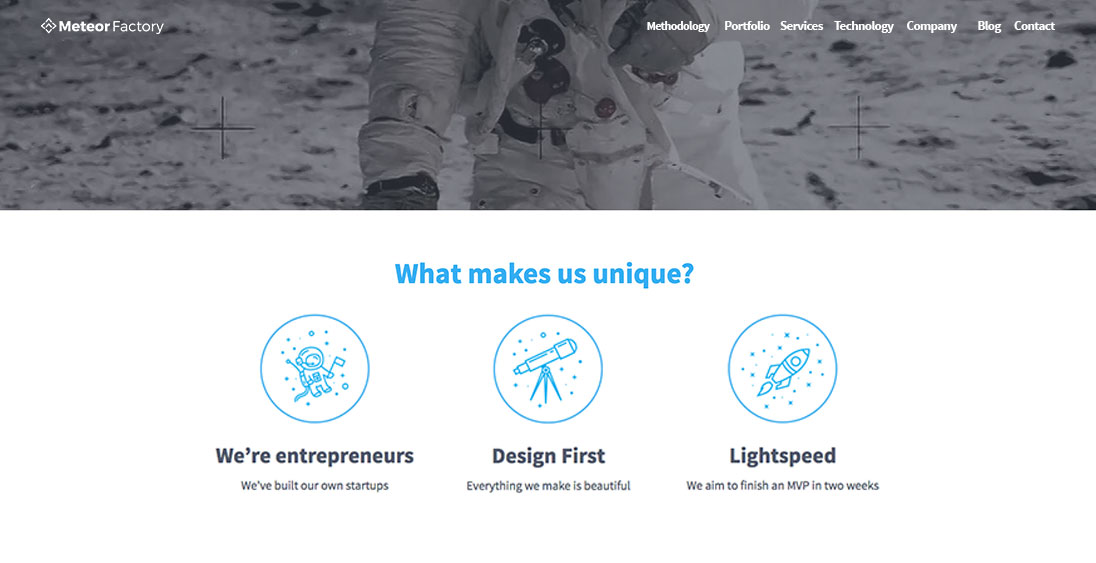 Meteor Factory
Methodology Portfolio Services Technology Company Blog Contact
What makes us unique?
We’re entrepreneurs
We’ve built our own startups
Design First
Everything we make is beautiful
Lightspeed
We aim to finish an MVP in two weeks